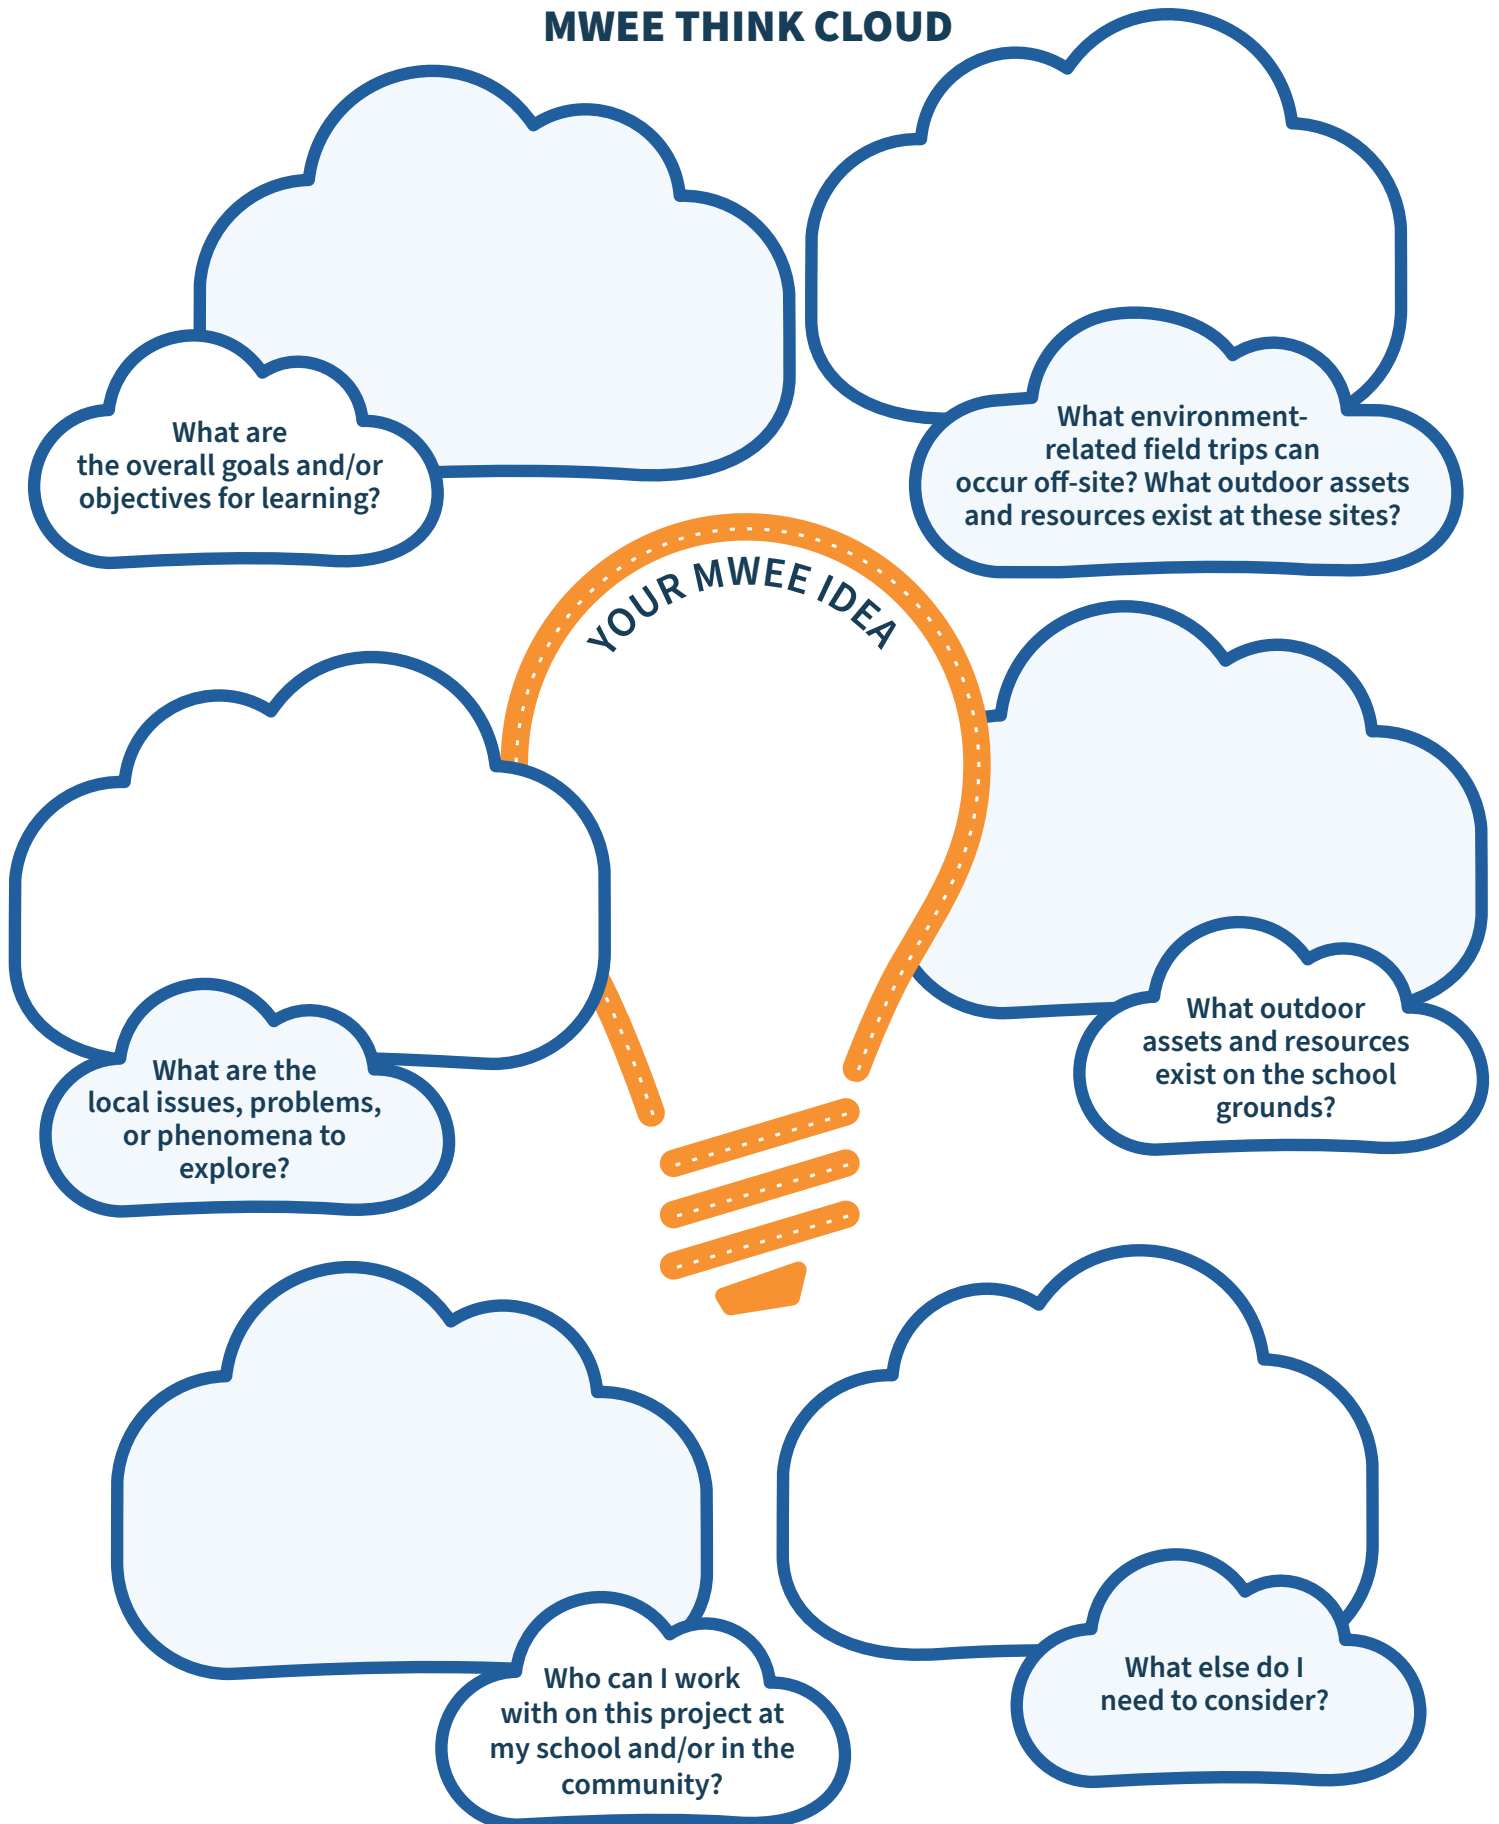 MWEE THINK CLOUD
What are
the overall goals and/or
objectives for learning?
What environment-
related field trips can
occur off-site? What outdoor assets
and resources exist at these sites?
YOUR MWEE IDEA
What are the
local issues, problems,
or phenomena to
explore?
What outdoor
assets and resources
exist on the school
grounds?
Who can I work
with on this project at
my school and/or in the
community?
What else do I
need to consider?